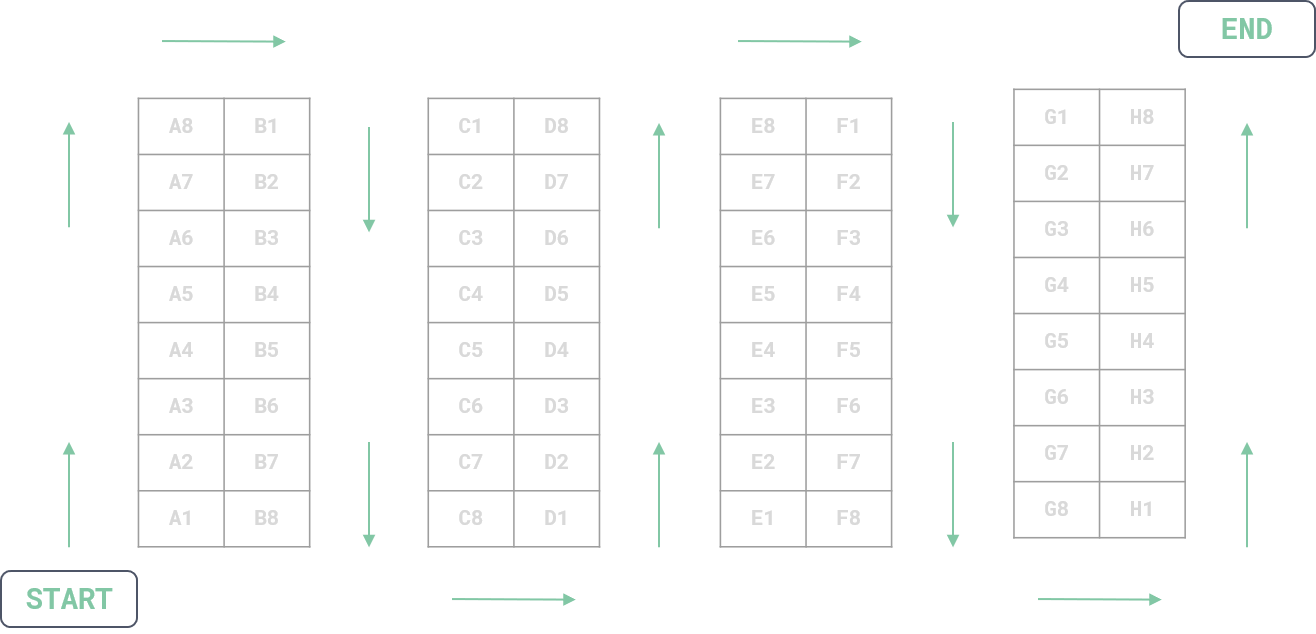 END
A8 B1 C1 D8 E8 F1 G1 H8
A7 B2 C2 D7 E7 F2 G2 H7
A6 B3 C3 D6 E6 F3 G3 H6
A5 B4 C4 D5 E5 F4 G4 H5
A4 B5 C5 D4 E4 F5 G5 H4
A3 B6 C6 D3 E3 F6 G6 H3
A2 B7 C7 D2 E2 F7 G7 H2
A1 B8 C8 D1 E1 F8 G8 H1
START